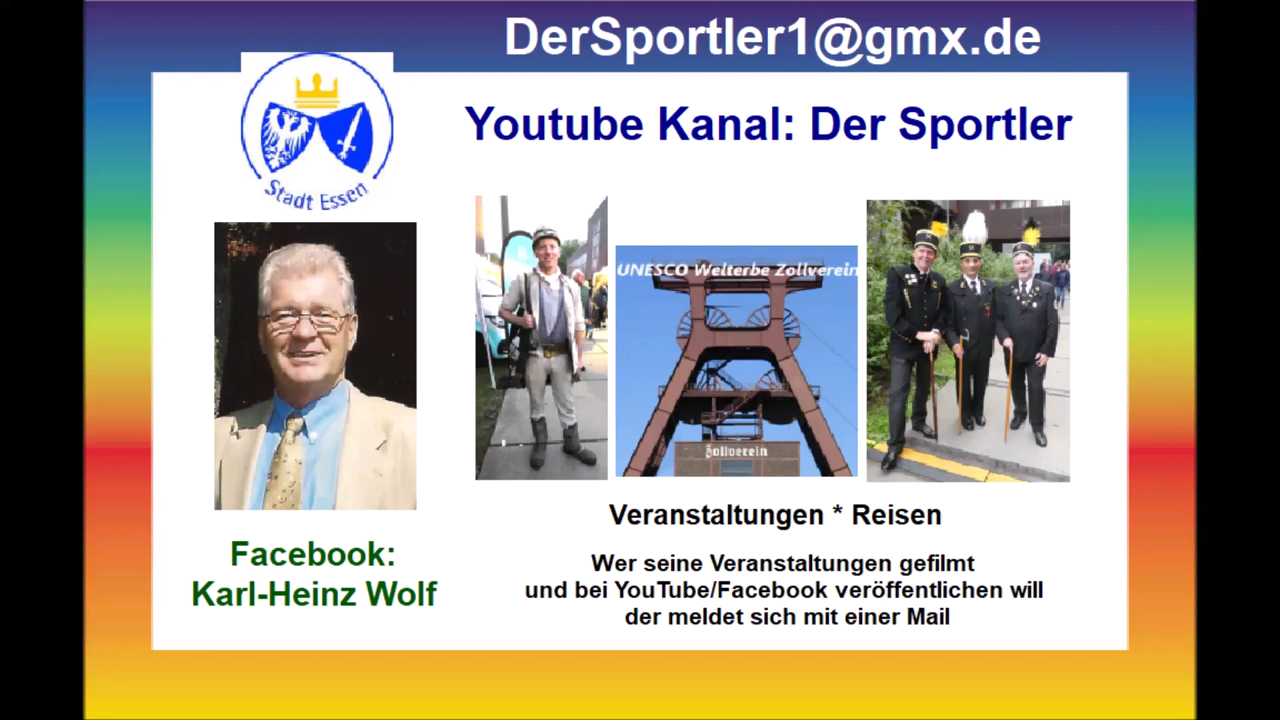 DerSportler1@gmx.de
Youtube Kanal: Der Sportler
Stadt Essen
UNESCO Welterbe Zollverein
Zollverein
Veranstaltungen * Reisen
Facebook:
Karl-Heinz Wolf
Wer seine Veranstaltungen gefilmt
und bei YouTube/Facebook veröffentlichen will
der meldet sich mit einer Mail